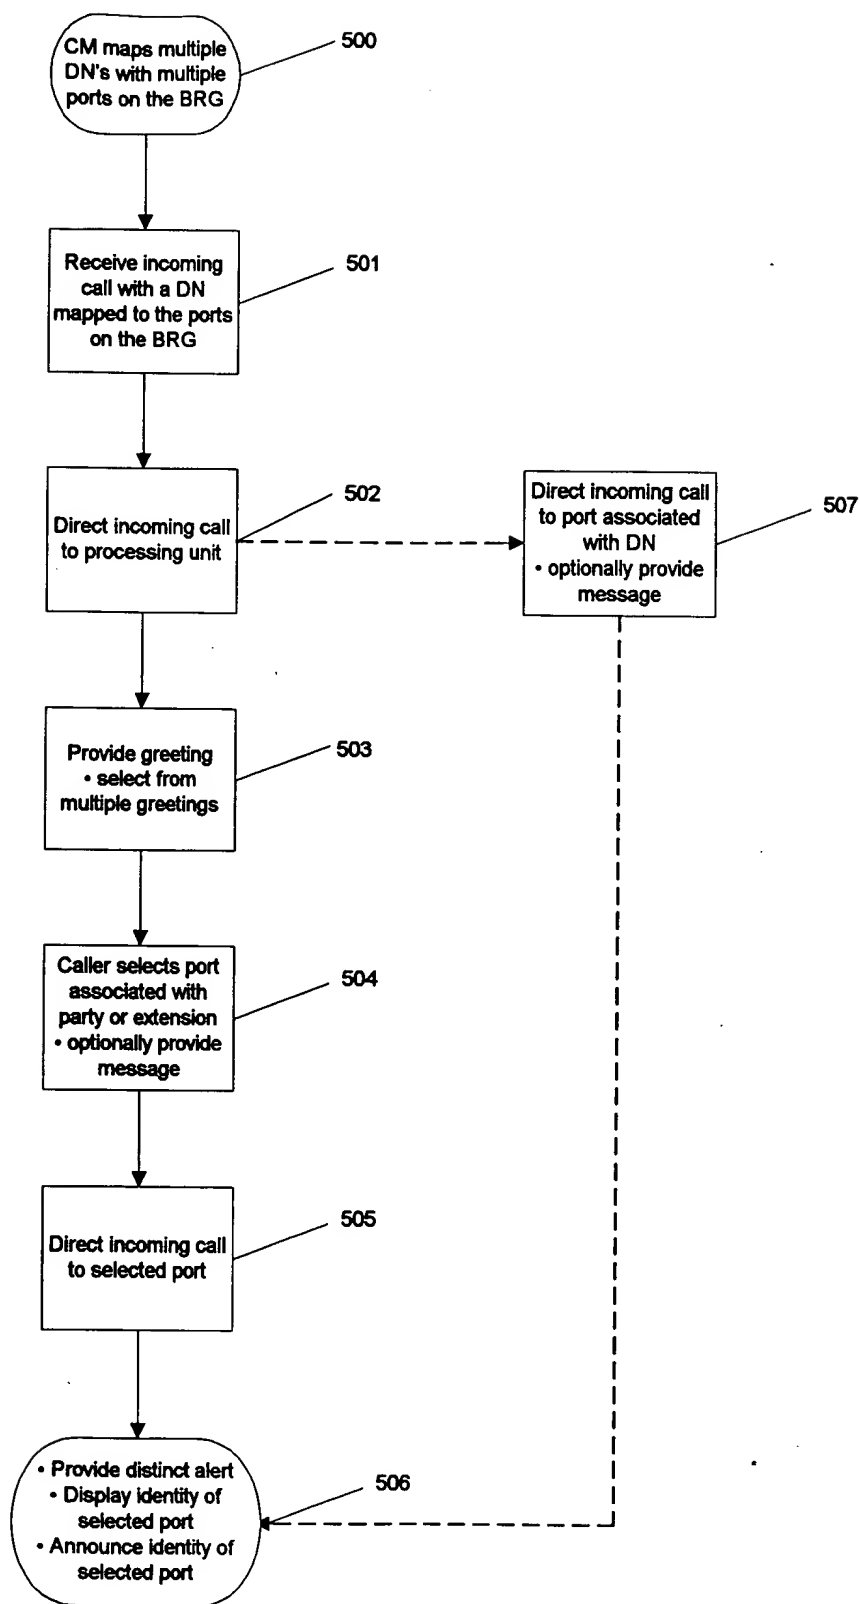 CM maps multiple
DN's with multiple
ports on the BRG
500
Receive incoming
call with a DN
mapped to the ports
on the BRG
501
Direct incoming call
to processing unit
502
Direct incoming call
to port associated
with DN
• optionally provide
message
507
Provide greeting
• select from
multiple greetings
503
Caller selects port
associated with
party or extension
• optionally provide
message
504
Direct incoming call
to selected port
505
• Provide distinct alert
• Display identity of
selected port
• Announce identity of
selected port
506